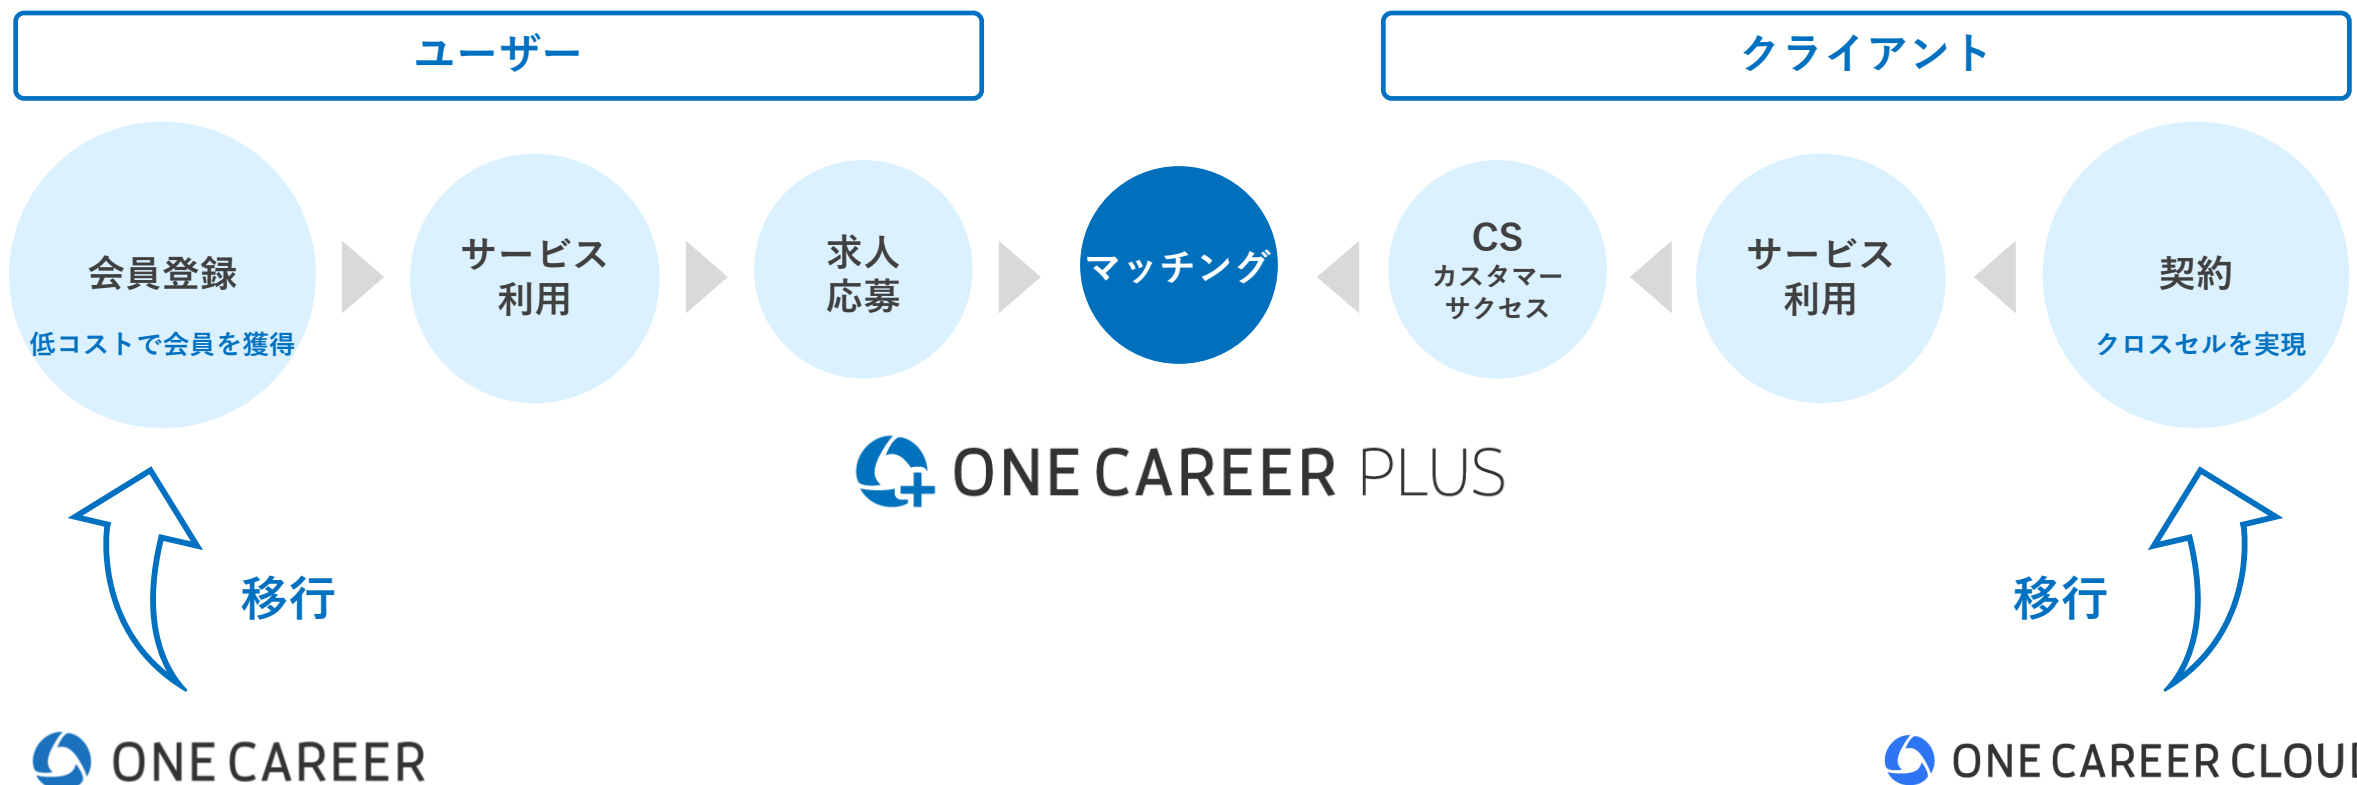 ユーザー
クライアント
会員登録
低コストで会員を獲得
サービス
利用
求人
応募
マッチング
CS
カスタマー
サクセス
サービス
利用
契約
クロスセルを実現
ONE CAREER PLUS
移行
移行
ONE CAREER
ONE CAREER CLOUD